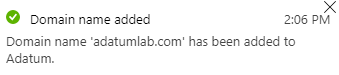 Domain name added 2:06 PM
Domain name 'adatumlab.com' has been added to
Adatum.